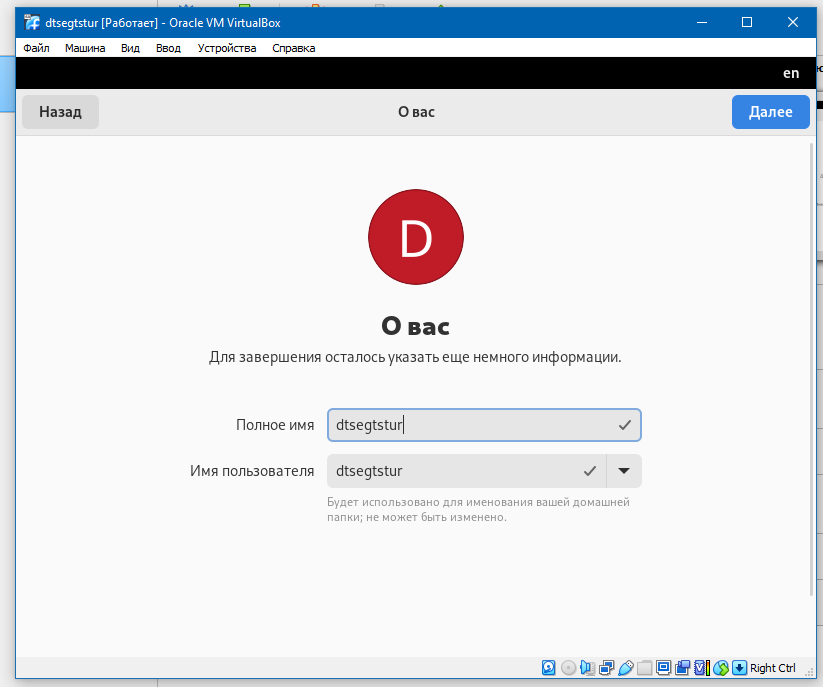 dtsegtstur [Работает] - Oracle VM VirtualBox
Файл Машина Вид Ввод Устройства Справка
en
Назад О вас Далее
D
О вас
Для завершения осталось указать еще немного информации.
Полное имя dtsegtstur
Имя пользователя dtsegtstur
Будет использовано для именования вашей домашней
папки; не может быть изменено.
Right Ctrl